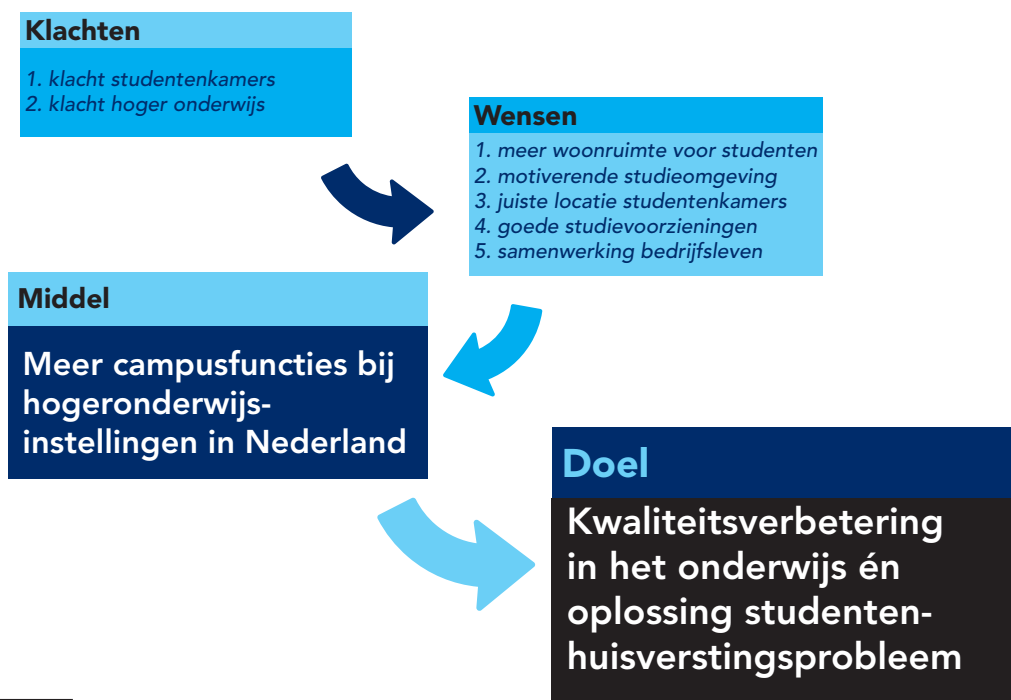 Klachten
1. klacht studentenkamers
2. klacht hoger onderwijs
Wensen
1. meer woonruimte voor studenten
2. motiverende studieomgeving
3. juiste locatie studentenkamers
4. goede studievoorzieningen
5. samenwerking bedrijfsleven
Middel
Meer campusfuncties bij
hogeronderwijs-
instellingen in Nederland
Doel
Kwaliteitsverbetering
in het onderwijs én
oplossing studenten-
huisverstingsprobleem